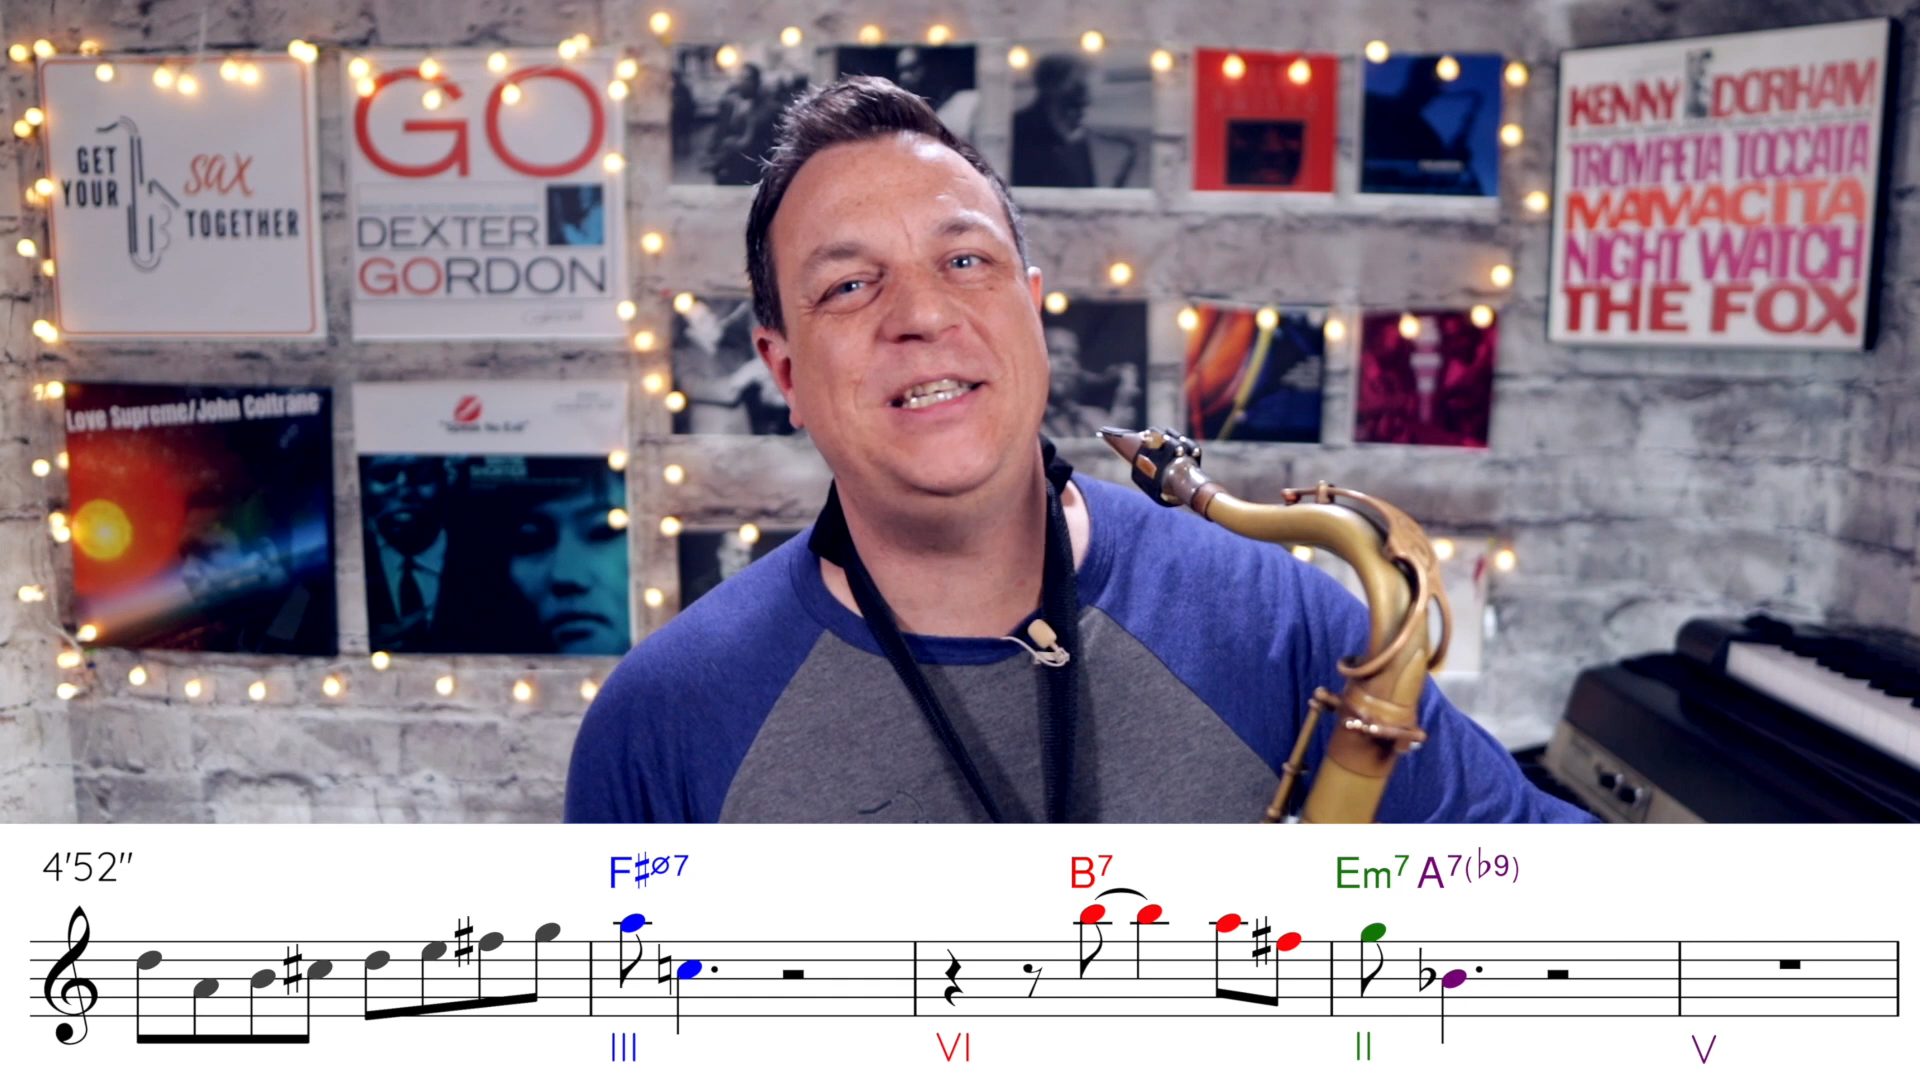 GET
YOUR
sax
TOGETHER
GO
DEXTER
GORDON
Love Supreme/John Coltrane
KENNY DORHAM
TROMPETA TOCCATA
MAMACITA
NIGHT WATCH
THE FOX
4'52"
F♯ø7 B7 Em7 A7(♭9)
III VI II V